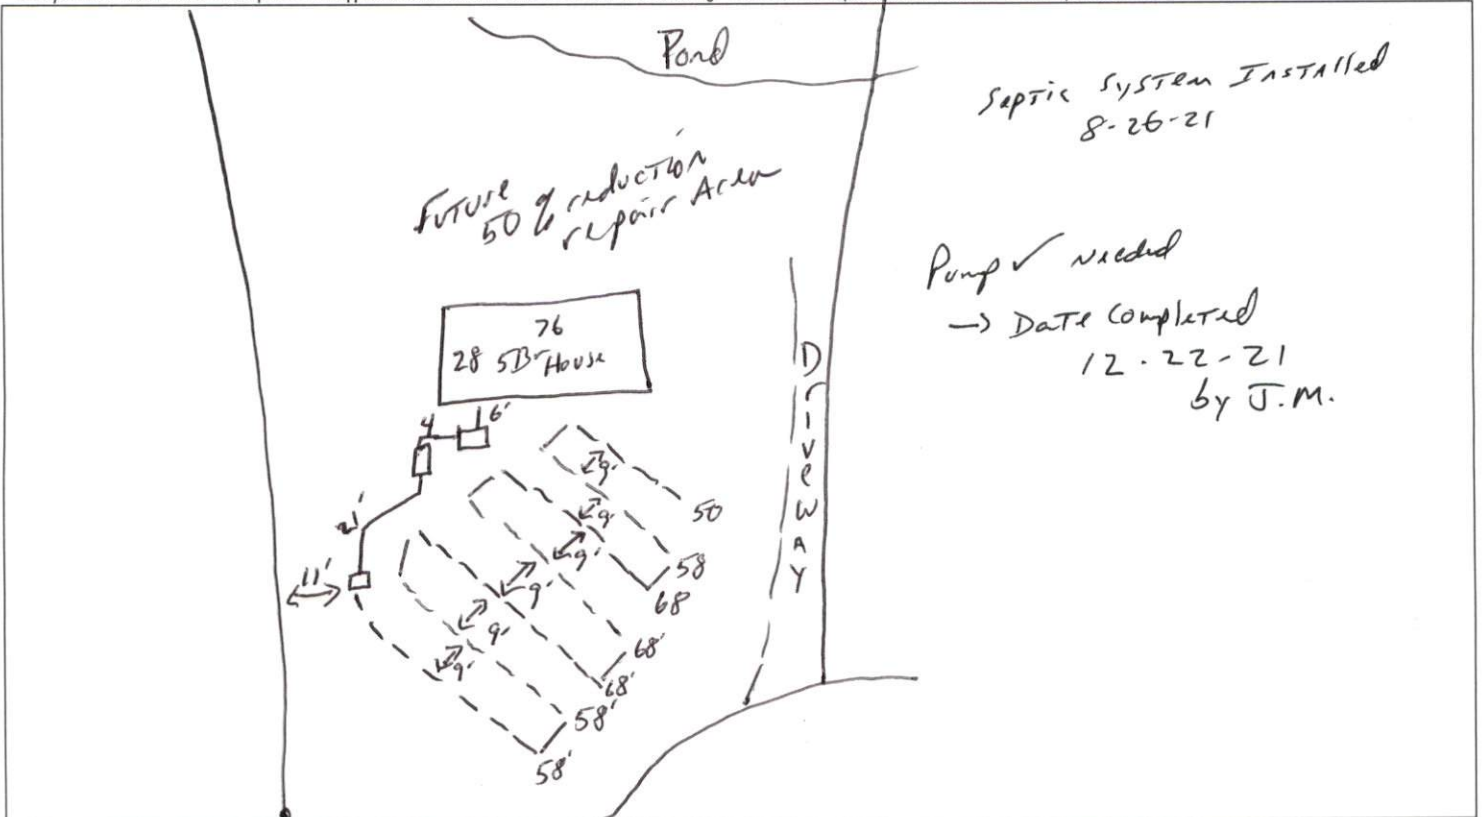 Pond
Septic System Installed
8-26-21
Future
50 % reduction
repair Area
Pump ✓ needed
→ Date Completed
12-22-21
by J.M.
76
28 5Br House
4
6'
21'
11'
Driveway
9'
9'
9'
9'
9'
9'
50
58
68
68'
68'
58'
58'